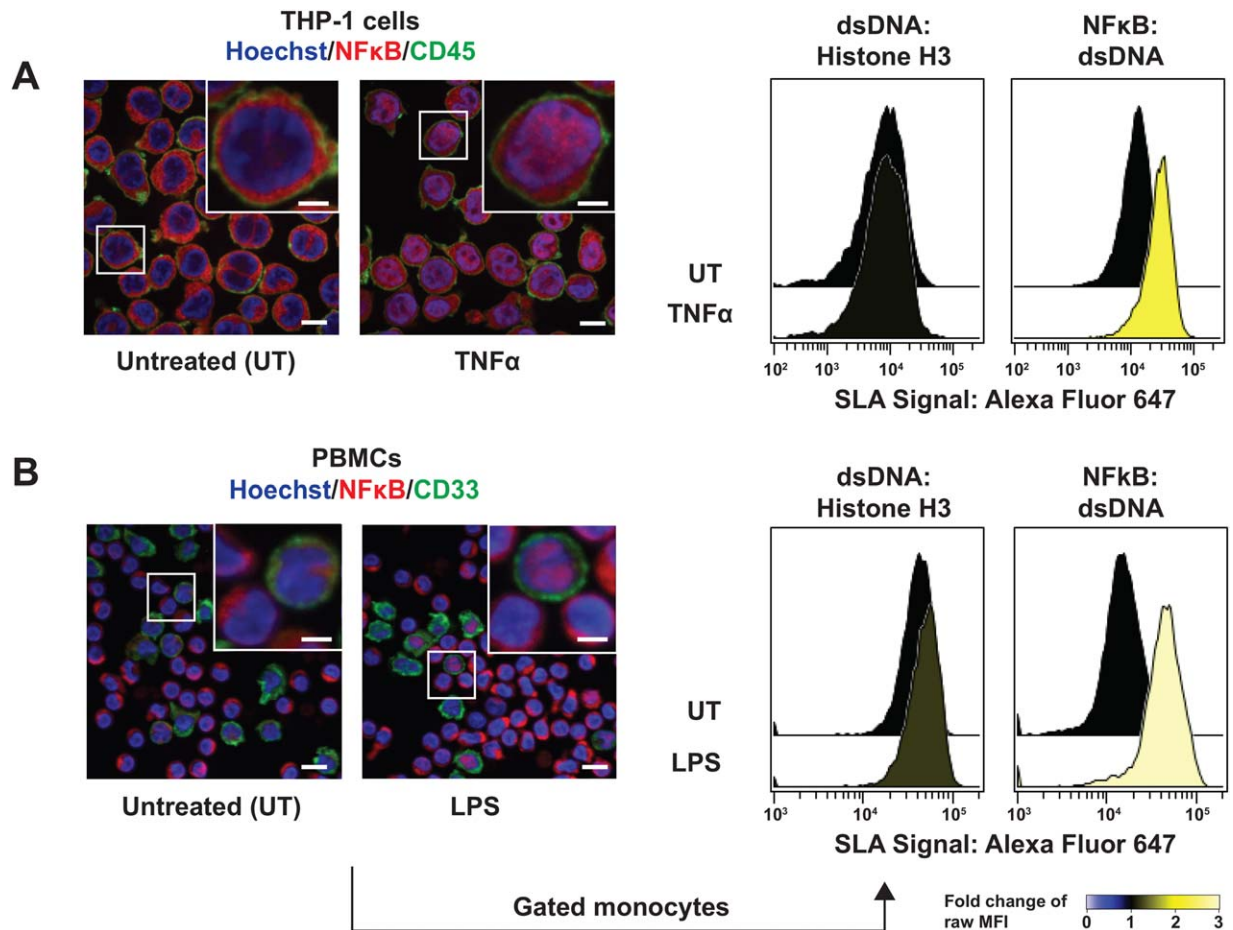 A
THP-1 cells
Hoechst/NFκB/CD45
Untreated (UT)
TNFα
dsDNA:
Histone H3
NFκB:
dsDNA
UT
TNFα
10² 10³ 10⁴ 10⁵
10² 10³ 10⁴ 10⁵
SLA Signal: Alexa Fluor 647
B
PBMCs
Hoechst/NFκB/CD33
Untreated (UT)
LPS
dsDNA:
Histone H3
NFkB:
dsDNA
UT
LPS
10³ 10⁴ 10⁵
10³ 10⁴ 10⁵
SLA Signal: Alexa Fluor 647
Gated monocytes
Fold change of
raw MFI
0 1 2 3